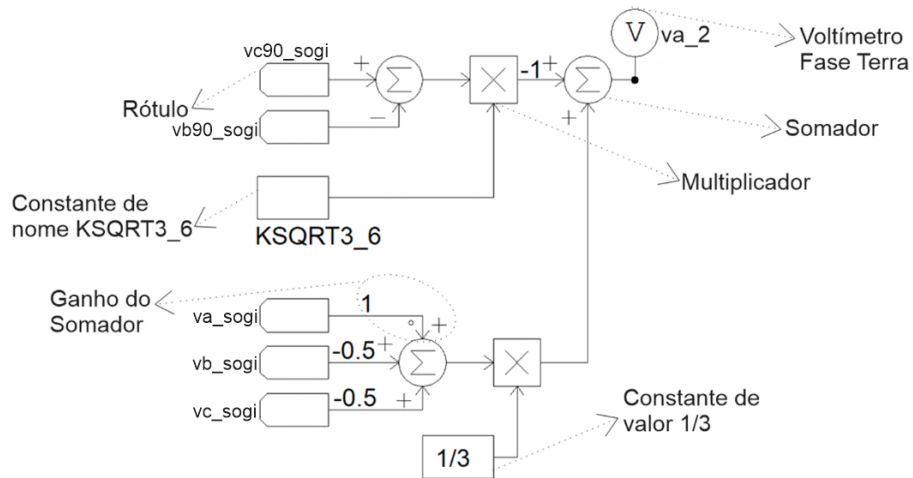 vc90_sogi
+
Σ
−
X
-1
+
Σ
+
V
va_2
Voltímetro
Fase Terra
Rótulo
vb90_sogi
Somador
Multiplicador
Constante de
nome KSQRT3_6
KSQRT3_6
Ganho do
Somador
va_sogi
1
+
vb_sogi
-0.5
+
Σ
X
vc_sogi
-0.5
+
1/3
Constante de
valor 1/3